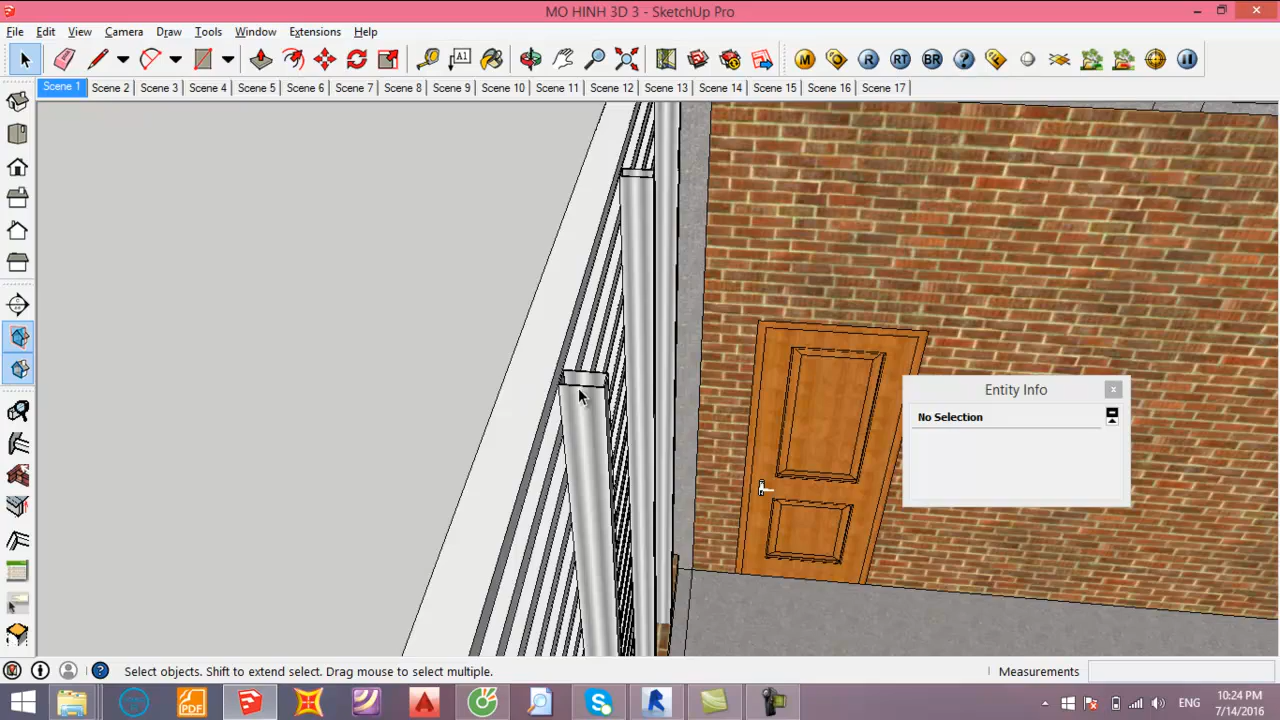 MO HINH 3D 3 - SketchUp Pro
File Edit View Camera Draw Tools Window Extensions Help
A1 M R RT BR ?
Scene 1 Scene 2 Scene 3 Scene 4 Scene 5 Scene 6 Scene 7 Scene 8 Scene 9 Scene 10 Scene 11 Scene 12 Scene 13 Scene 14 Scene 15 Scene 16 Scene 17
Entity Info
No Selection
Select objects. Shift to extend select. Drag mouse to select multiple.
Measurements
PDF
ENG
10:24 PM
7/14/2016